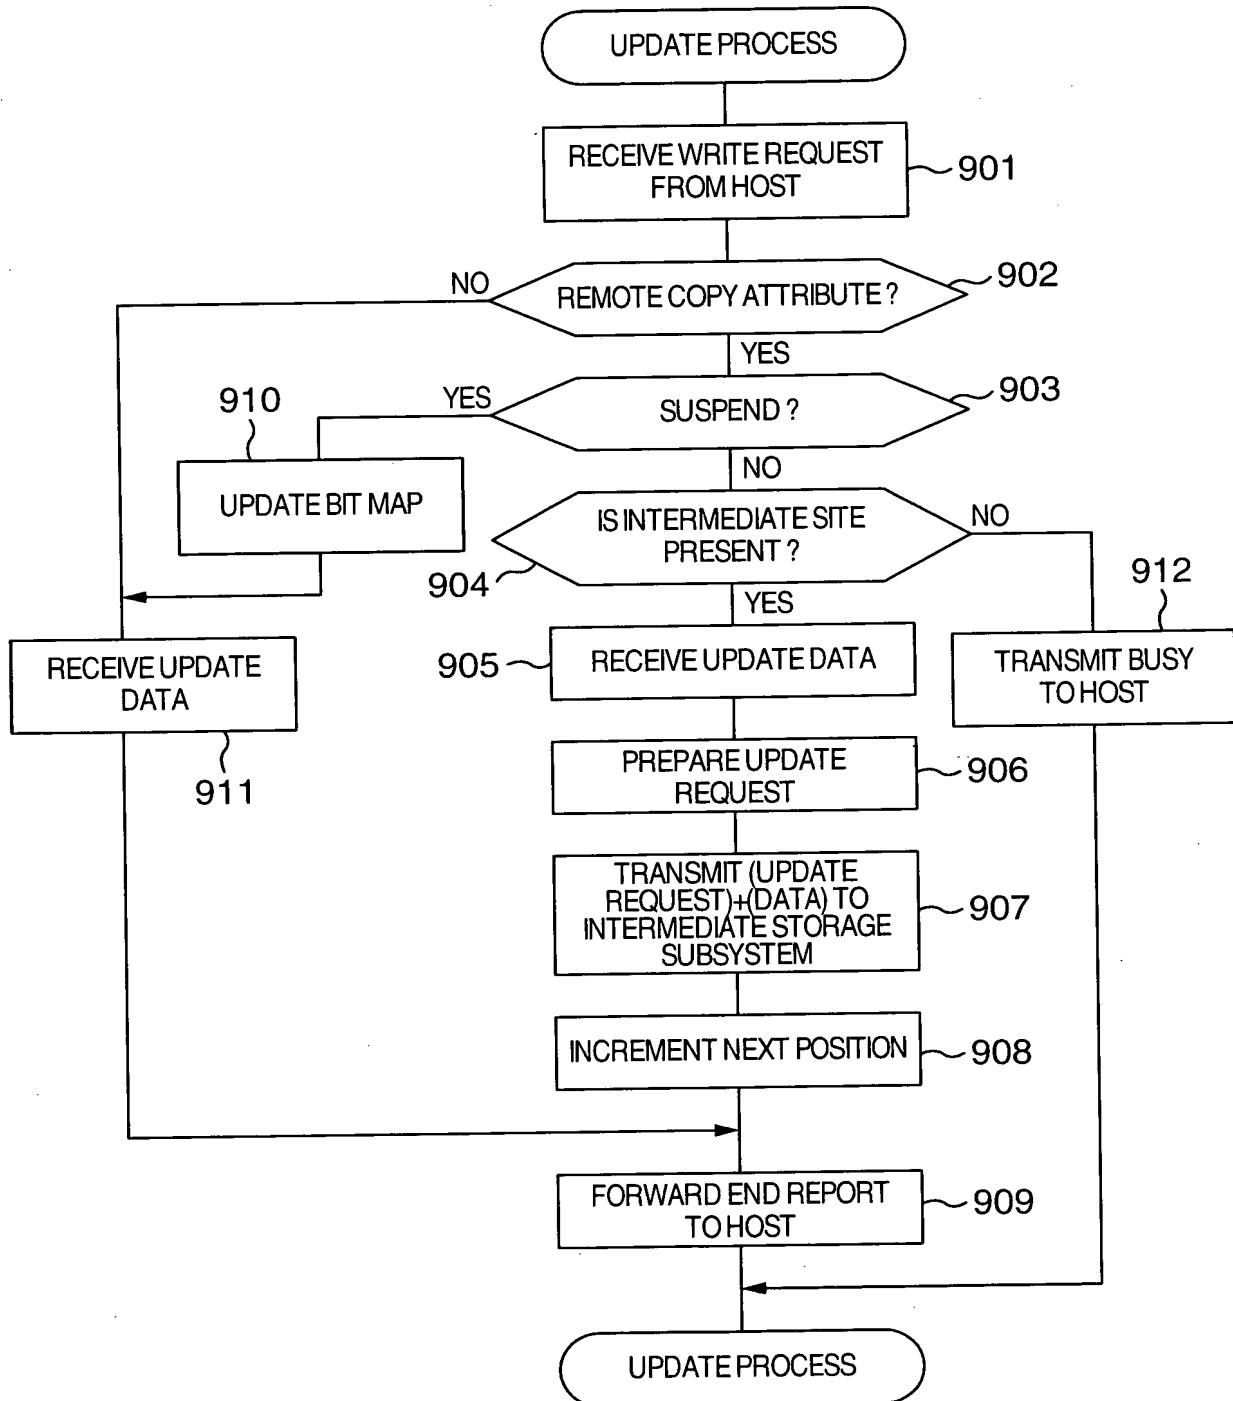 UPDATE PROCESS
RECEIVE WRITE REQUEST
FROM HOST
901
REMOTE COPY ATTRIBUTE ?
902
NO
YES
SUSPEND ?
903
YES
NO
910
UPDATE BIT MAP
IS INTERMEDIATE SITE
PRESENT ?
904
NO
YES
912
RECEIVE UPDATE
DATA
911
905
RECEIVE UPDATE DATA
TRANSMIT BUSY
TO HOST
PREPARE UPDATE
REQUEST
906
TRANSMIT (UPDATE
REQUEST)+(DATA) TO
INTERMEDIATE STORAGE
SUBSYSTEM
907
INCREMENT NEXT POSITION
908
FORWARD END REPORT
TO HOST
909
UPDATE PROCESS